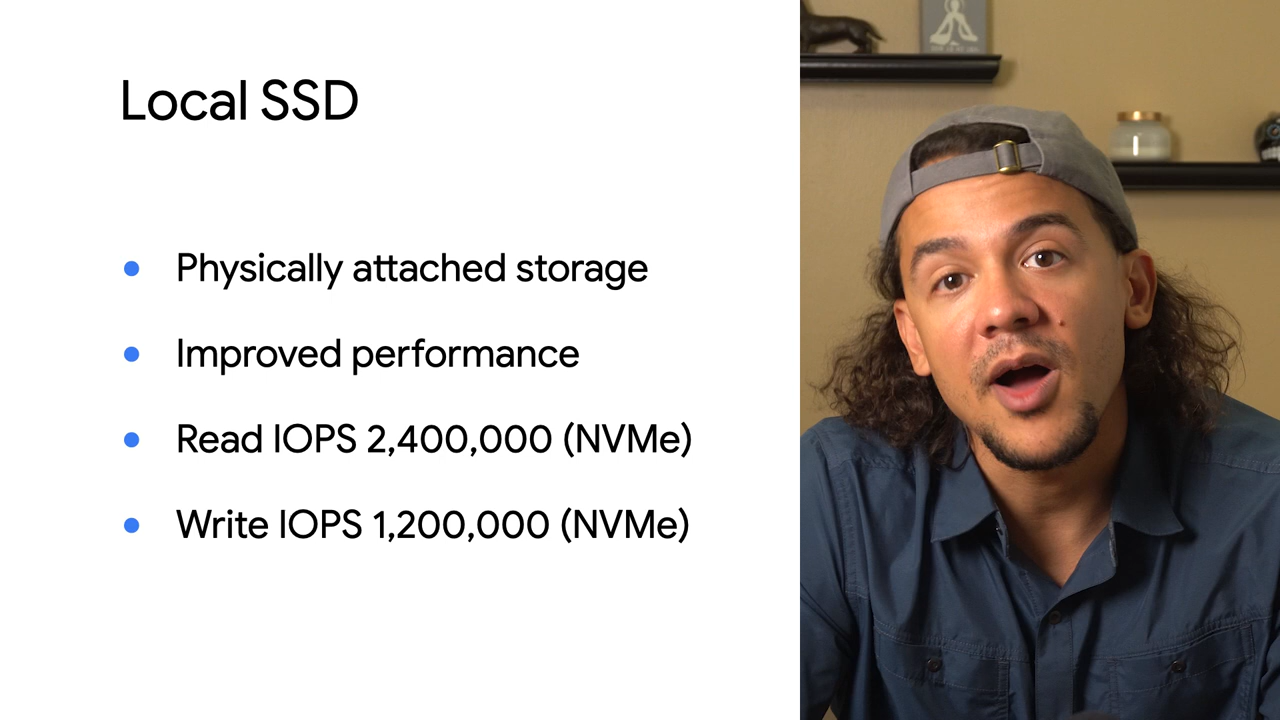 Local SSD
Physically attached storage
Improved performance
Read IOPS 2,400,000 (NVMe)
Write IOPS 1,200,000 (NVMe)